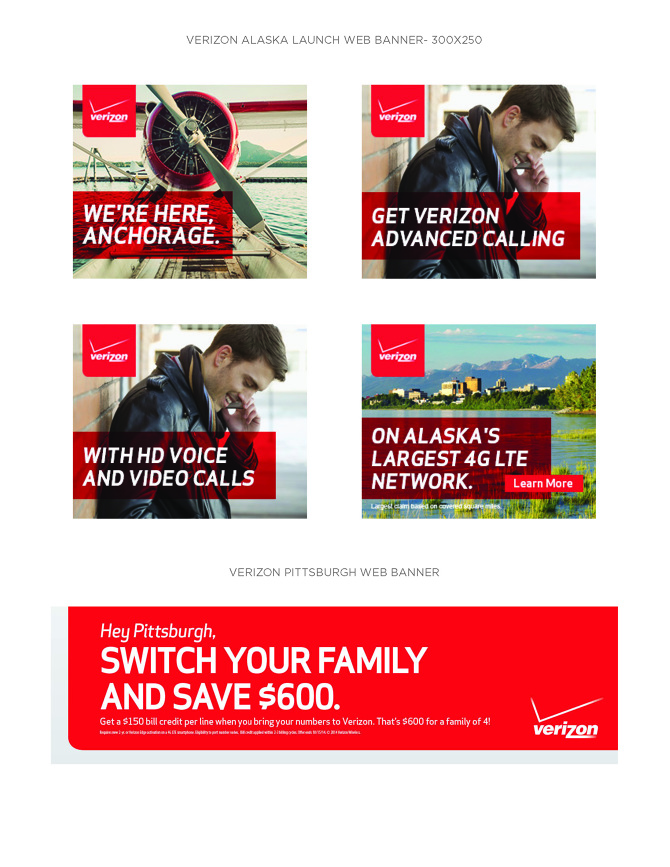 VERIZON ALASKA LAUNCH WEB BANNER- 300X250
verizon
WE'RE HERE,
ANCHORAGE.
verizon
GET VERIZON
ADVANCED CALLING
verizon
WITH HD VOICE
AND VIDEO CALLS
verizon
ON ALASKA'S
LARGEST 4G LTE
NETWORK.
Learn More
Largest claim based on covered square miles.
VERIZON PITTSBURGH WEB BANNER
Hey Pittsburgh,
SWITCH YOUR FAMILY
AND SAVE $600.
Get a $150 bill credit per line when you bring your numbers to Verizon. That's $600 for a family of 4!
verizon